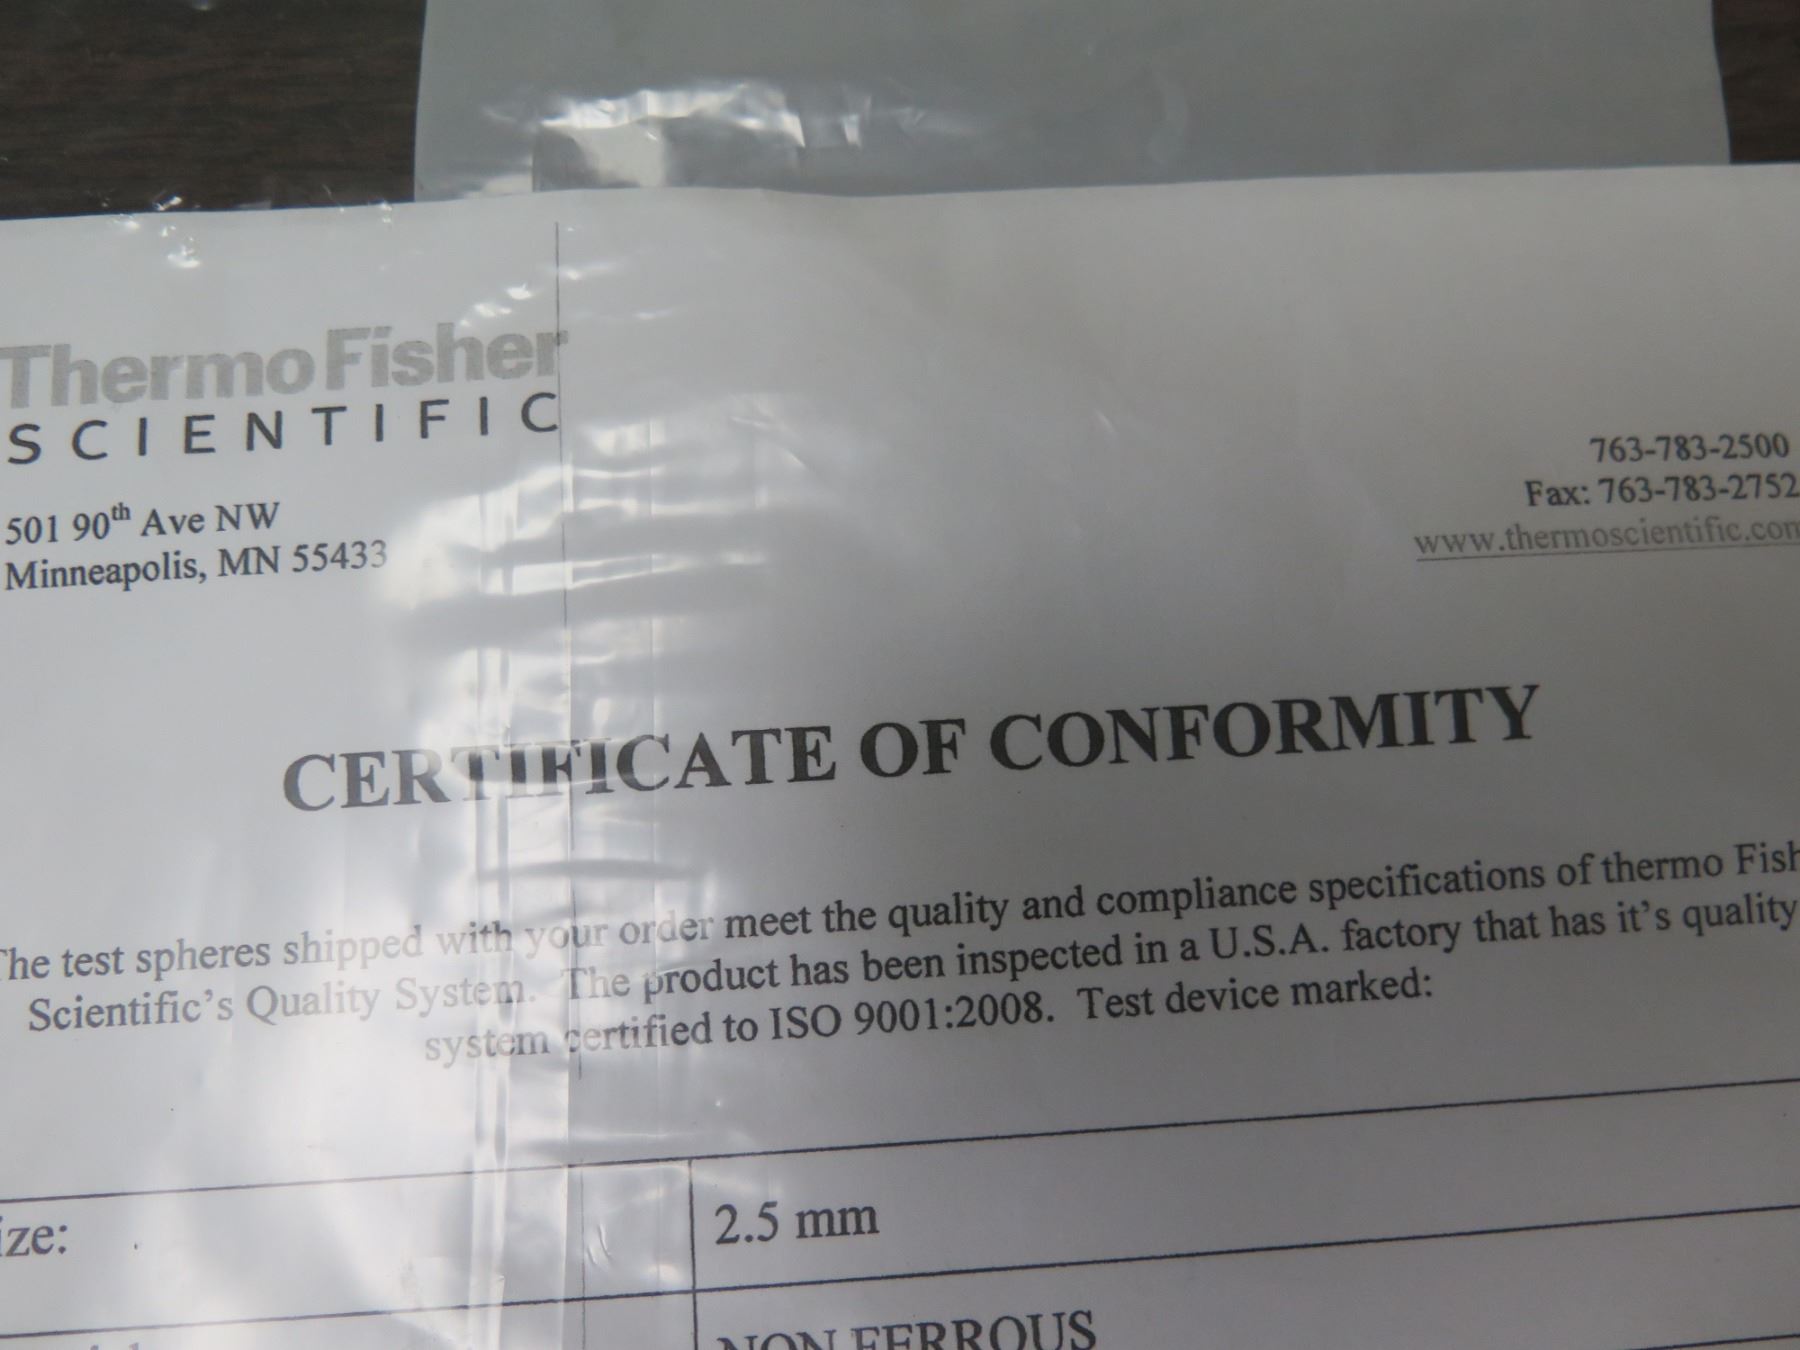 ThermoFisher
SCIENTIFIC
501 90th Ave NW
Minneapolis, MN 55433
763-783-2500
Fax: 763-783-2752
www.thermoscientific.com
CERTIFICATE OF CONFORMITY
The test spheres shipped with your order meet the quality and compliance specifications of thermo Fish
Scientific's Quality System. The product has been inspected in a U.S.A. factory that has it's quality
system certified to ISO 9001:2008. Test device marked:
ize:
2.5 mm
NON FERROUS